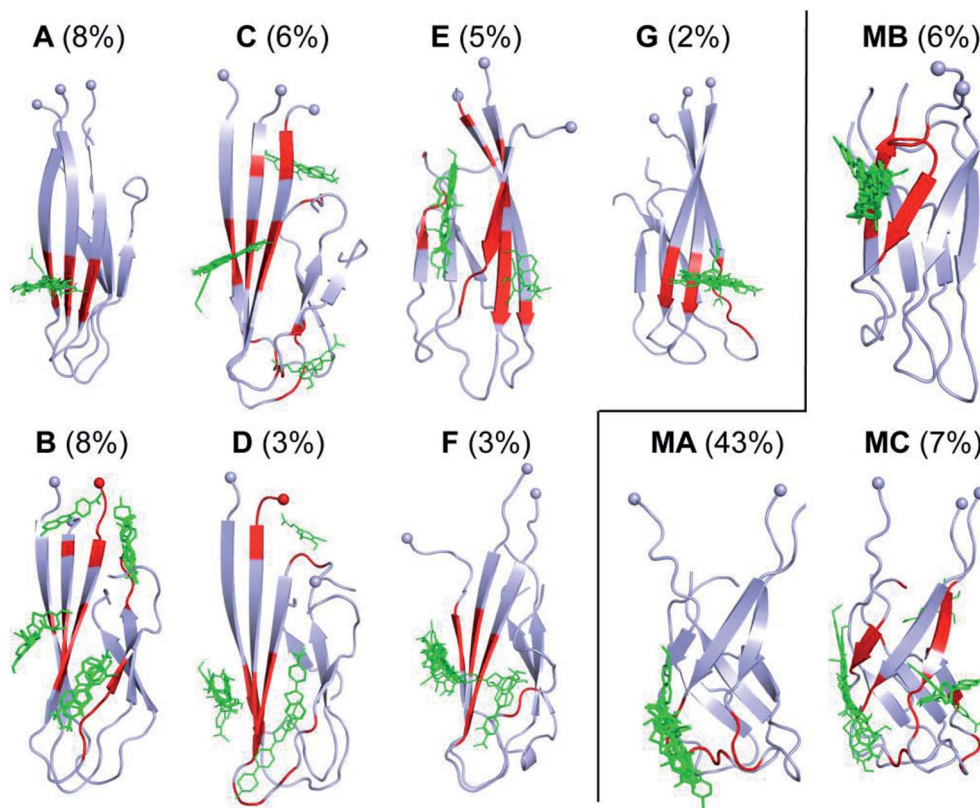 A (8%)
C (6%)
E (5%)
G (2%)
MB (6%)
B (8%)
D (3%)
F (3%)
MA (43%)
MC (7%)